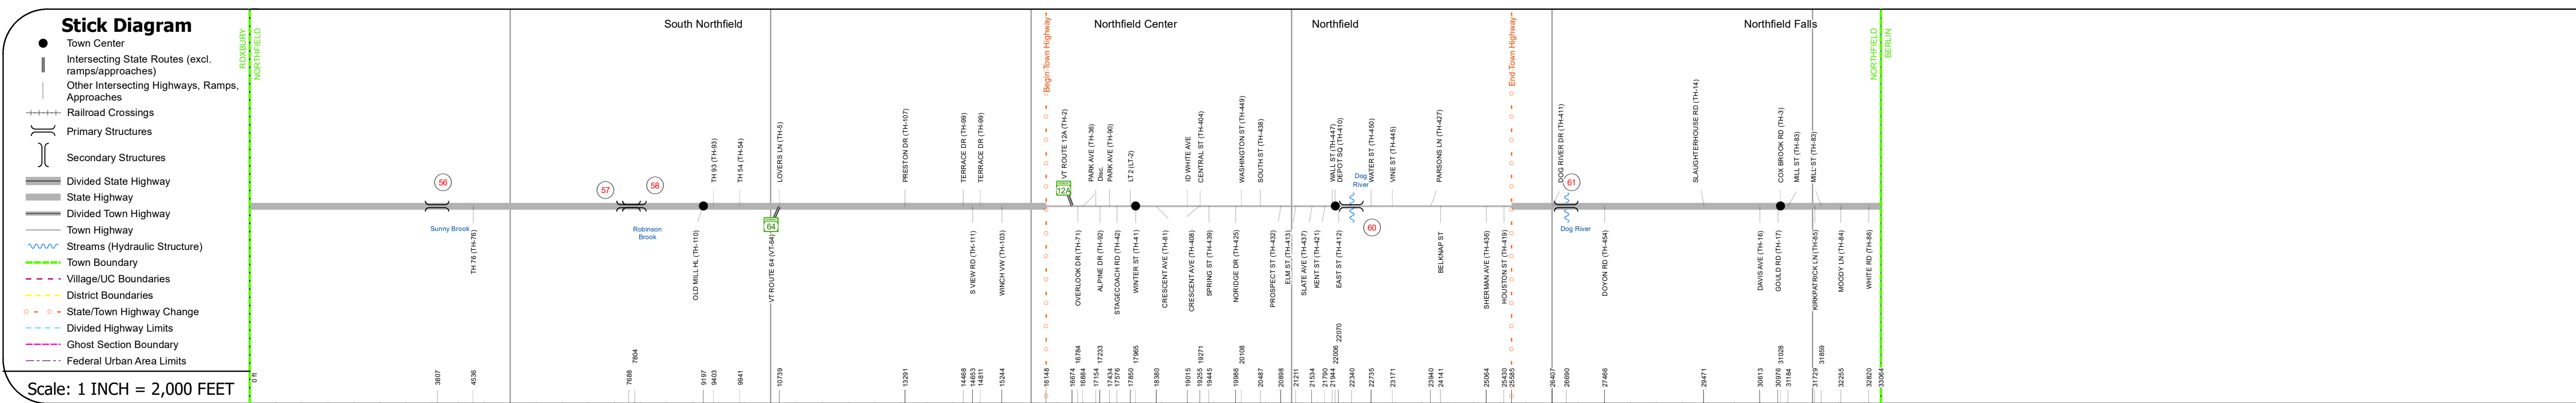 Stick Diagram
Town Center
Intersecting State Routes (excl.
ramps/approaches)
Other Intersecting Highways, Ramps,
Approaches
Railroad Crossings
Primary Structures
Secondary Structures
Divided State Highway
State Highway
Divided Town Highway
Town Highway
Streams (Hydraulic Structure)
Town Boundary
Village/UC Boundaries
District Boundaries
State/Town Highway Change
Divided Highway Limits
Ghost Section Boundary
Federal Urban Area Limits
Scale: 1 INCH = 2,000 FEET
South Northfield
Northfield Center
Northfield
Northfield Falls
ROXBURY
NORTHFIELD
Begin Town Highway
End Town Highway
NORTHFIELD
BERLIN
TH 93 (TH-93)
TH 54 (TH-54)
LOVERS LN (TH-5)
PRESTON DR (TH-107)
TERRACE DR (TH-99)
TERRACE DR (TH-99)
VT ROUTE 12A (TH-2)
PARK AVE (TH-36)
Disc.
PARK AVE (TH-90)
LT 2 (LT-2)
ID WHITE AVE
CENTRAL ST (TH-404)
WASHINGTON ST (TH-449)
SOUTH ST (TH-438)
WALL ST (TH-447)
DEPOT SQ (TH-410)
WATER ST (TH-450)
VINE ST (TH-445)
PARSONS LN (TH-427)
DOG RIVER DR (TH-411)
SLAUGHTERHOUSE RD (TH-14)
COX BROOK RD (TH-3)
MILL ST (TH-83)
MILL ST (TH-83)
56
57
58
12A
64
Dog
River
60
61
Sunny Brook
Robinson
Brook
Dog River
TH 76 (TH-76)
OLD MILL HL (TH-110)
VT ROUTE 64 (VT-64)
S VIEW RD (TH-111)
WINCH VW (TH-103)
OVERLOOK DR (TH-71)
ALPINE DR (TH-92)
STAGECOACH RD (TH-42)
WINTER ST (TH-41)
CRESCENT AVE (TH-81)
CRESCENT AVE (TH-408)
SPRING ST (TH-439)
NORIDGE DR (TH-425)
PROSPECT ST (TH-432)
ELM ST (TH-413)
SLATE AVE (TH-437)
KENT ST (TH-421)
EAST ST (TH-412)
BELKNAP ST
SHERMAN AVE (TH-436)
HOUSTON ST (TH-419)
DOYON RD (TH-454)
DAVIS AVE (TH-16)
GOULD RD (TH-17)
KIRKPATRICK LN (TH-85)
MOODY LN (TH-84)
WHITE RD (TH-86)
0 ft
3807
4536
7688
7804
9197
9403
9941
10739
13291
14468
14653
14811
15244
16148
16674
16784
16884
17154
17233
17434
17576
17850
17965
18380
19015
19255
19271
19445
19986
20108
20487
20898
21211
21534
21790
21944
22006
22070
22340
22735
23171
23940
24141
25064
25430
25585
26407
26690
27466
29471
30613
30976
31028
31184
31729
31859
32255
32820
33064